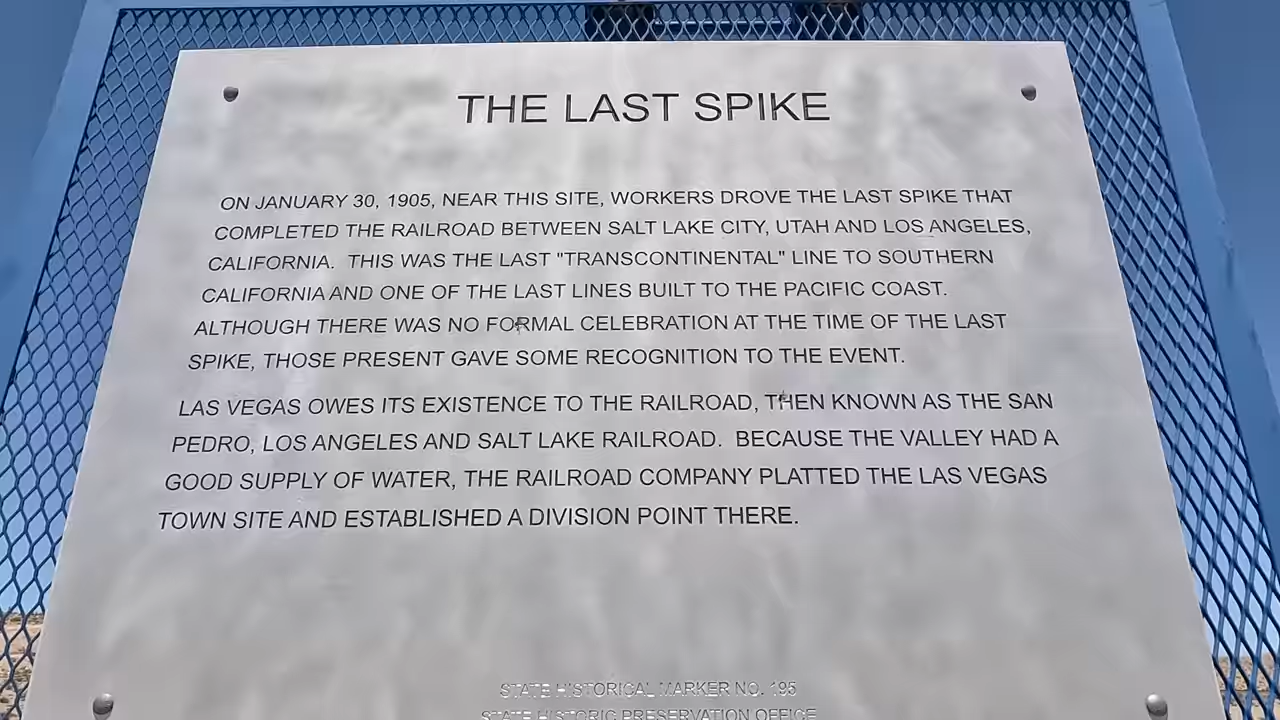 THE LAST SPIKE
ON JANUARY 30, 1905, NEAR THIS SITE, WORKERS DROVE THE LAST SPIKE THAT
COMPLETED THE RAILROAD BETWEEN SALT LAKE CITY, UTAH AND LOS ANGELES,
CALIFORNIA. THIS WAS THE LAST "TRANSCONTINENTAL" LINE TO SOUTHERN
CALIFORNIA AND ONE OF THE LAST LINES BUILT TO THE PACIFIC COAST.
ALTHOUGH THERE WAS NO FORMAL CELEBRATION AT THE TIME OF THE LAST
SPIKE, THOSE PRESENT GAVE SOME RECOGNITION TO THE EVENT.
LAS VEGAS OWES ITS EXISTENCE TO THE RAILROAD, THEN KNOWN AS THE SAN
PEDRO, LOS ANGELES AND SALT LAKE RAILROAD. BECAUSE THE VALLEY HAD A
GOOD SUPPLY OF WATER, THE RAILROAD COMPANY PLATTED THE LAS VEGAS
TOWN SITE AND ESTABLISHED A DIVISION POINT THERE.
STATE HISTORICAL MARKER NO. 195
STATE HISTORIC PRESERVATION OFFICE